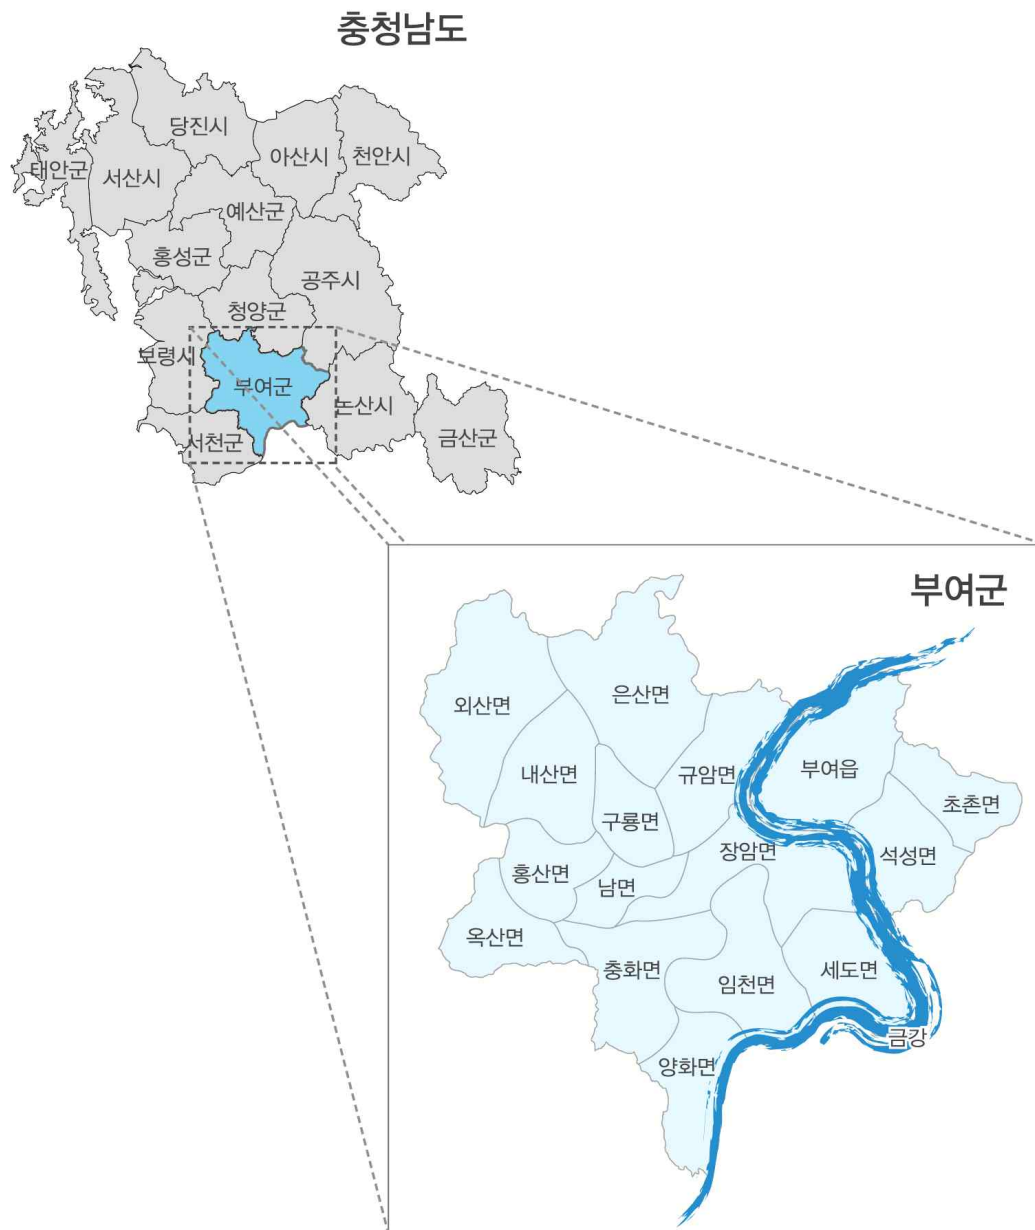 충청남도
당진시
아산시
천안시
태안군
서산시
예산군
홍성군
공주시
청양군
보령시
부여군
논산시
서천군
금산군
부여군
외산면
은산면
내산면
규암면
부여읍
초촌면
구룡면
장암면
석성면
홍산면
남면
옥산면
충화면
임천면
세도면
금강
양화면